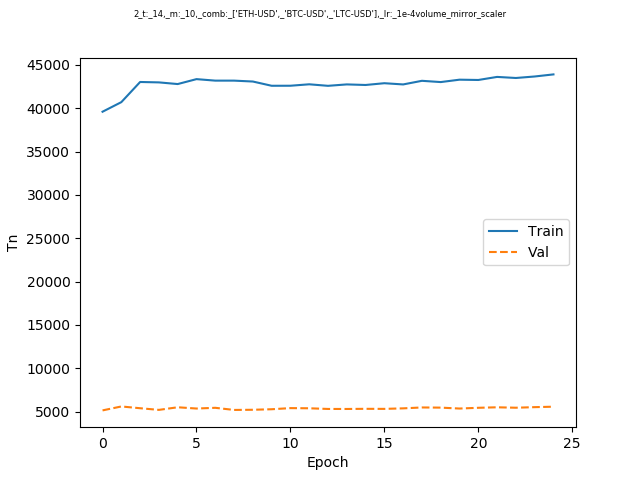 2_t:_14,_m:_10,_comb:_['ETH-USD',_'BTC-USD',_'LTC-USD'],_lr:_1e-4volume_mirror_scaler
45000
40000
35000
30000
25000
20000
15000
10000
5000
Tn
Train
Val
0 5 10 15 20 25
Epoch